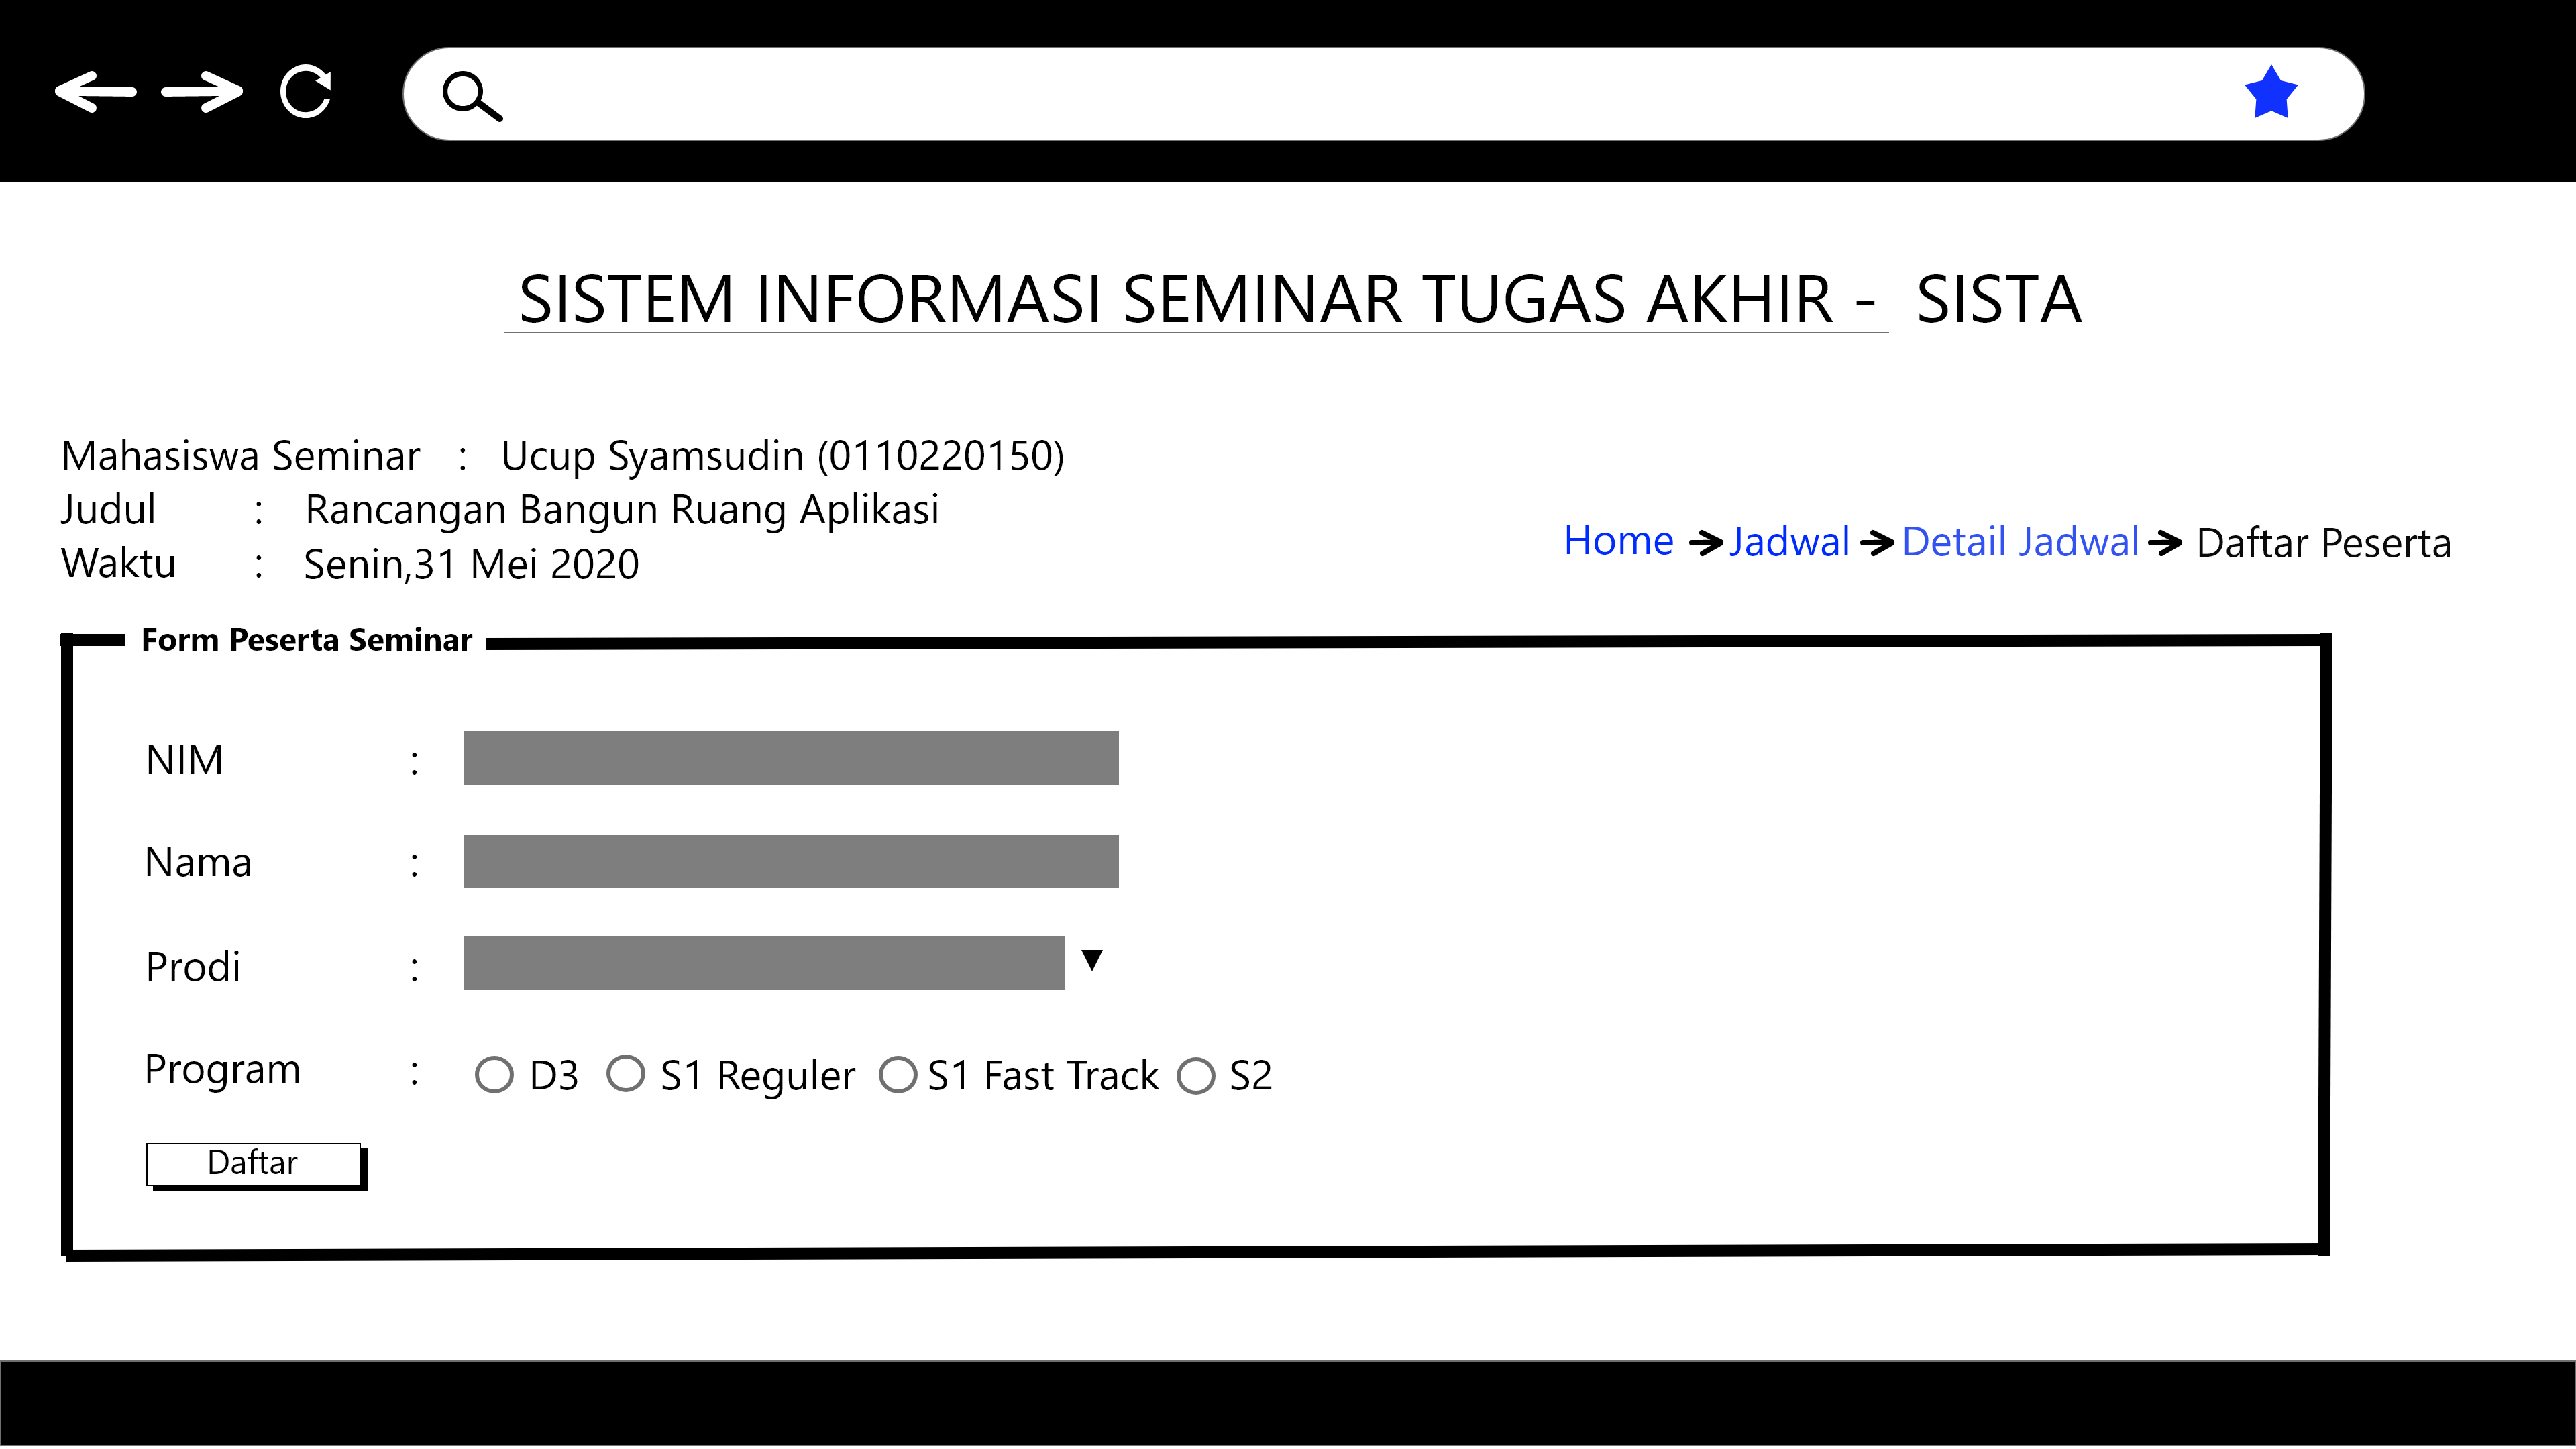 SISTEM INFORMASI SEMINAR TUGAS AKHIR - SISTA
Mahasiswa Seminar : Ucup Syamsudin (0110220150)
Judul : Rancangan Bangun Ruang Aplikasi
Waktu : Senin,31 Mei 2020
Home → Jadwal → Detail Jadwal → Daftar Peserta
Form Peserta Seminar
NIM :
Nama :
Prodi :
Program : D3 S1 Reguler S1 Fast Track S2
Daftar